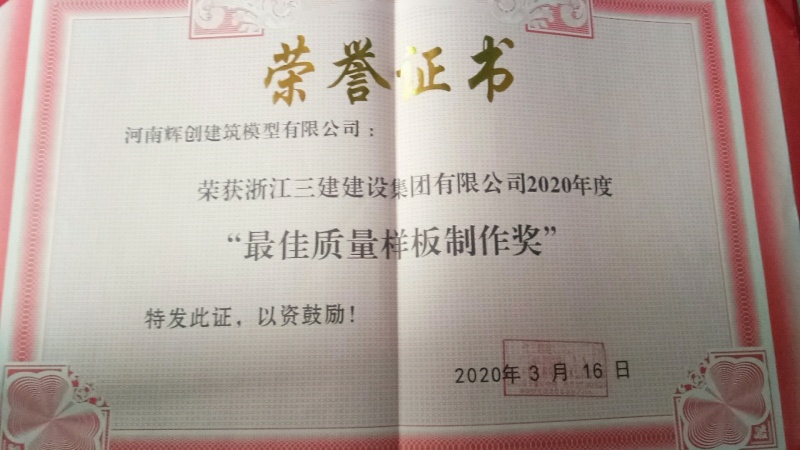 荣誉证书
河南辉创建筑模型有限公司：
荣获浙江三建建设集团有限公司2020年度
“最佳质量样板制作奖”
特发此证，以资鼓励！
2020年3月16日